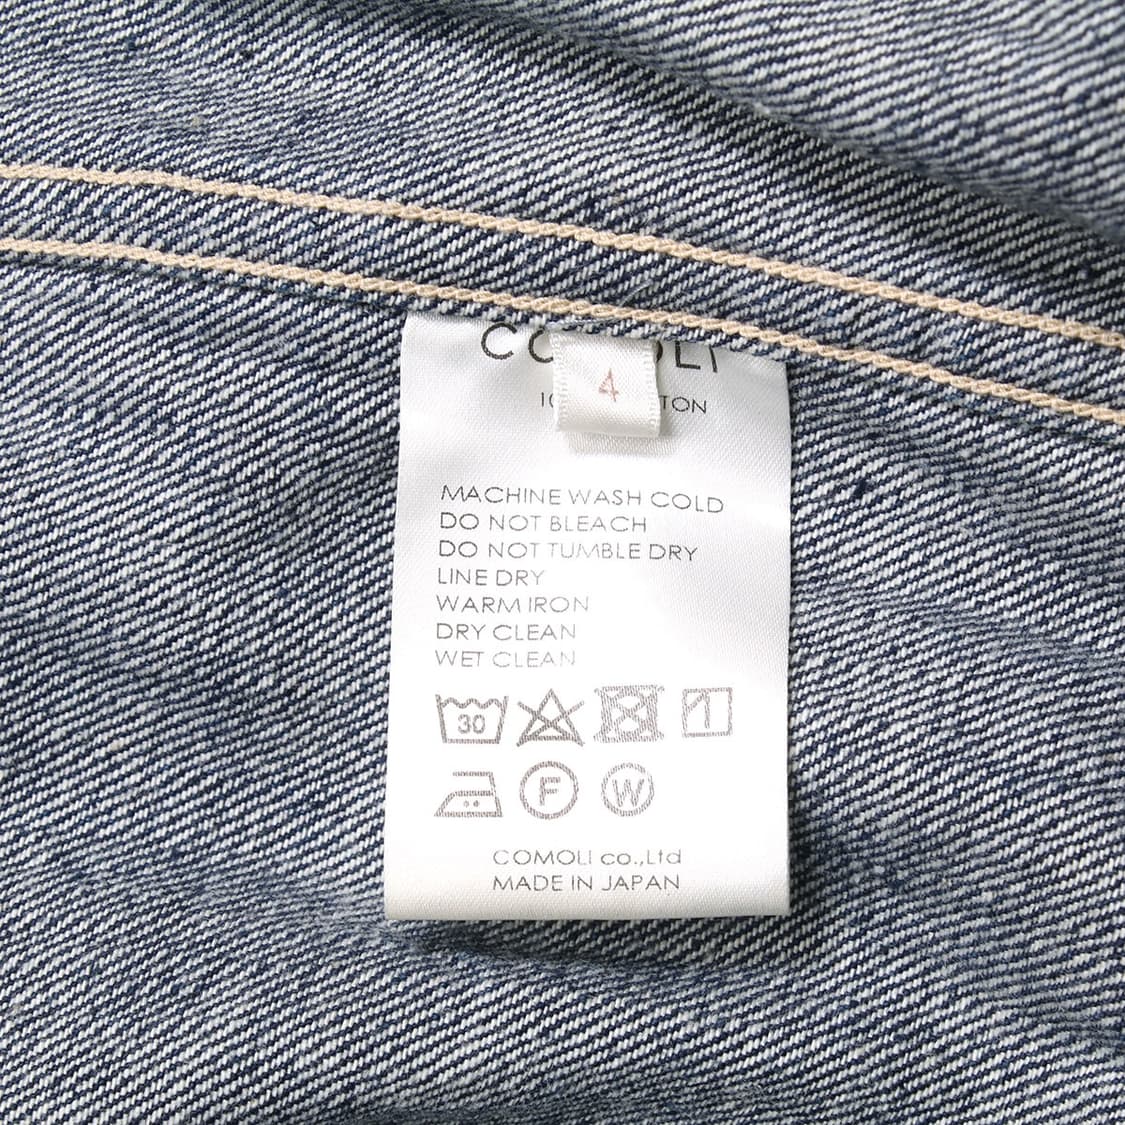 4
MACHINE WASH COLD
DO NOT BLEACH
DO NOT TUMBLE DRY
LINE DRY
WARM IRON
DRY CLEAN
WET CLEAN
30
F W
COMOLI co.,Ltd
MADE IN JAPAN